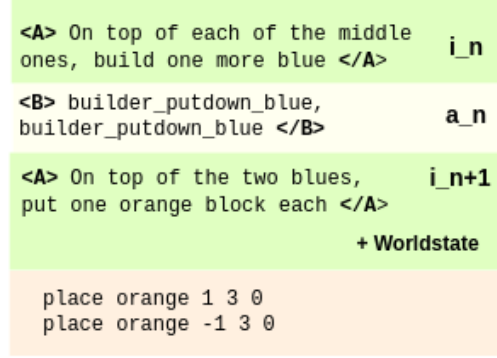 <A> On top of each of the middle
ones, build one more blue </A>
i_n
<B> builder_putdown_blue,
builder_putdown_blue </B>
a_n
<A> On top of the two blues,
put one orange block each </A>
i_n+1
+ Worldstate
place orange 1 3 0
place orange -1 3 0